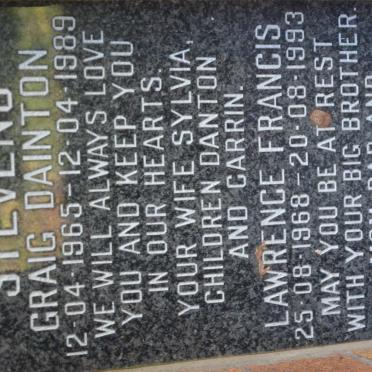 STEVENS
GRAIG DAINTON
12-04-1965-12-04-1989
WE WILL ALWAYS LOVE
YOU AND KEEP YOU
IN OUR HEARTS.
YOUR WIFE SYLVIA,
CHILDREN DANTON
AND CARRIN.
LAWRENCE FRANCIS
25-08-1968-20-08-1993
MAY YOU BE A REST
WITH YOUR BIG BROTHER.